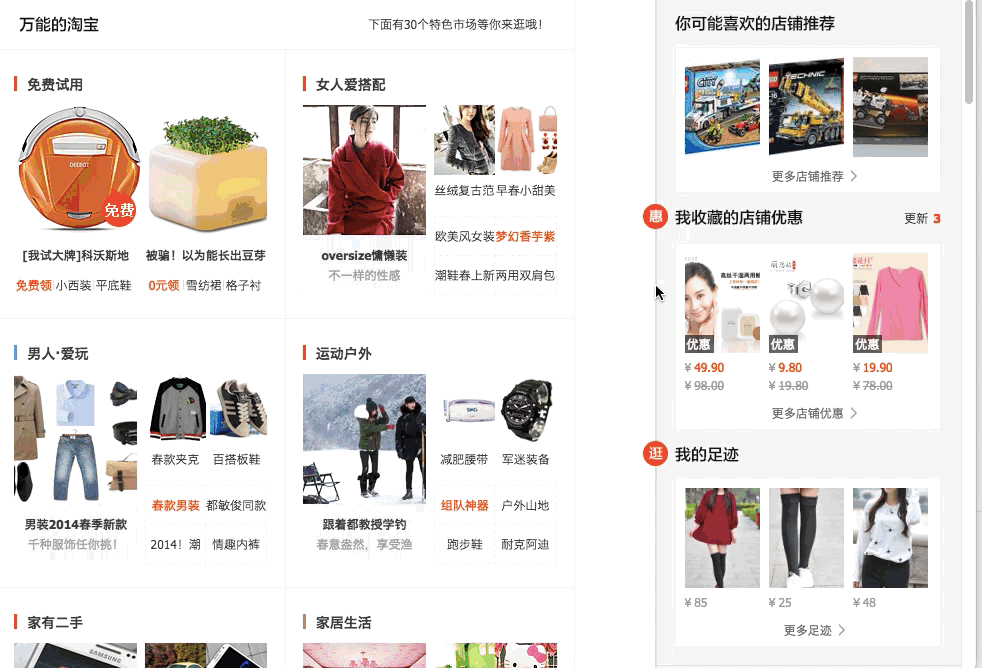 万能的淘宝
下面有30个特色市场等你来逛哦!
免费试用
DEEBOT
免费
[我试大牌]科沃斯地
被骗!以为能长出豆芽
免费领 小西装 平底鞋
0元领 雪纺裙 格子衬
女人爱搭配
oversize慵懒装
不一样的性感
丝绒复古范 早春小甜美
欧美风女装 梦幻香芋紫
潮鞋春上新 两用双肩包
男人·爱玩
男装2014春季新款
千种服饰任你挑!
春款夹克 百搭板鞋
春款男装 都敏俊同款
2014!潮 情趣内裤
运动户外
SKG
跟着都教授学钓
春意盎然,享受渔
减肥腰带 军迷装备
组队神器 户外山地
跑步鞋 耐克阿迪
家有二手
SAMSUNG
家居生活
你可能喜欢的店铺推荐
CITY
TECHNIC
更多店铺推荐 >
惠 我收藏的店铺优惠
更新 3
优惠 优惠 优惠
¥ 49.90 ¥ 9.80 ¥ 19.90
¥ 98.00 ¥ 19.80 ¥ 78.00
更多店铺优惠 >
逛 我的足迹
¥ 85 ¥ 25 ¥ 48
更多足迹 >